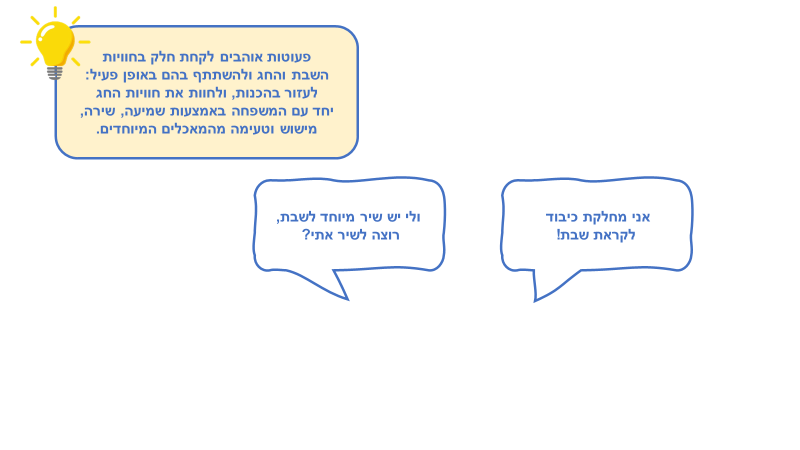 פעוטות אוהבים לקחת חלק בחוויות
השבת והחג ולהשתתף בהם באופן פעיל:
לעזור בהכנות, ולחוות את חוויות החג
יחד עם המשפחה באמצעות שמיעה, שירה,
מישוש וטעימה מהמאכלים המיוחדים.
אני מחלקת כיבוד
לקראת שבת!
ולי יש שיר מיוחד לשבת,
רוצה לשיר אתי?